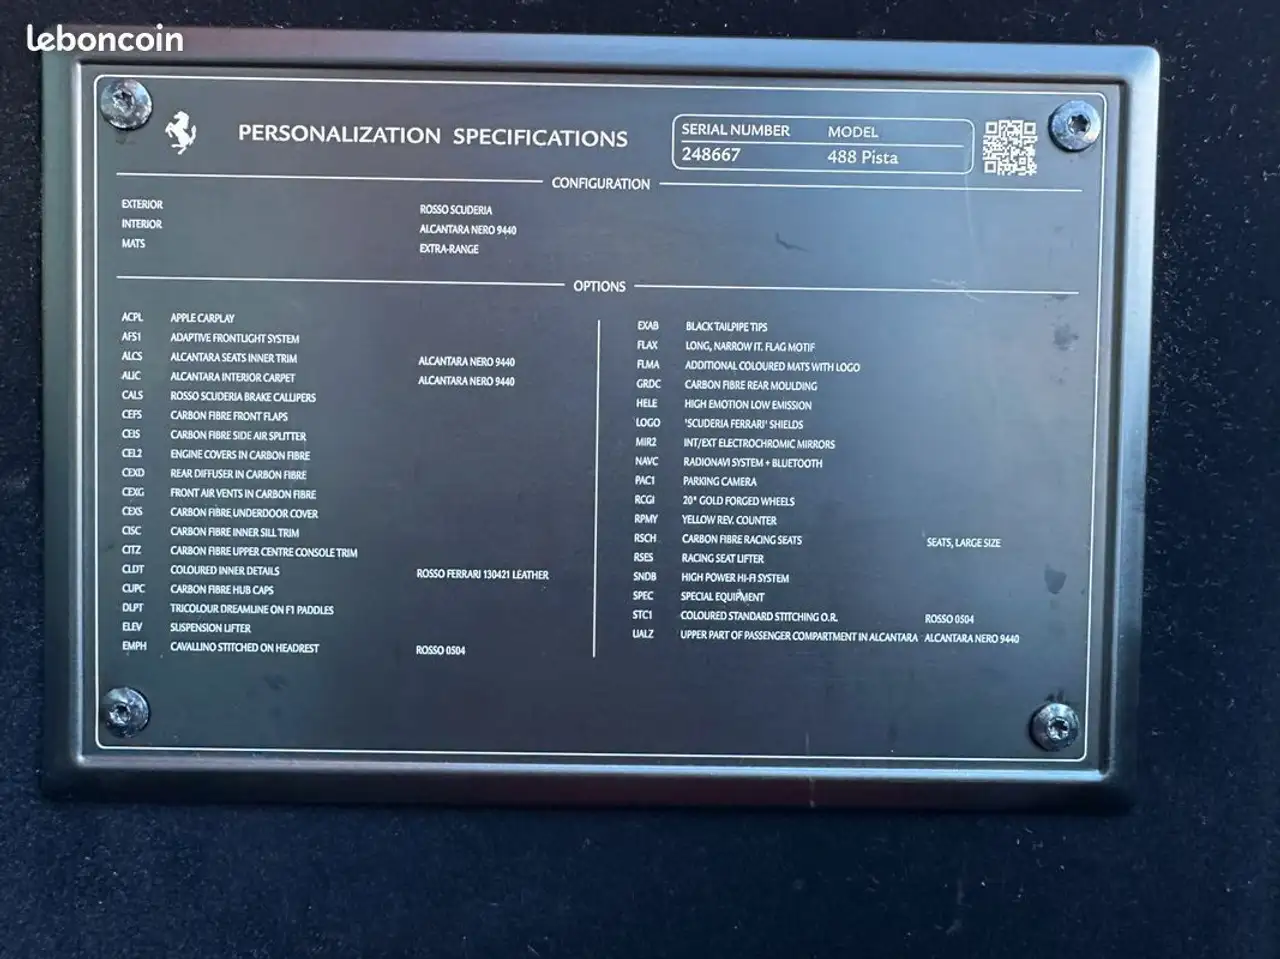 leboncoin
PERSONALIZATION SPECIFICATIONS
SERIAL NUMBER MODEL
248667 488 Pista
CONFIGURATION
EXTERIOR ROSSO SCUDERIA
INTERIOR ALCANTARA NERO 9440
MATS EXTRA-RANGE
OPTIONS
ACPL APPLE CARPLAY
AFS1 ADAPTIVE FRONTLIGHT SYSTEM
ALCS ALCANTARA SEATS INNER TRIM ALCANTARA NERO 9440
ALIC ALCANTARA INTERIOR CARPET ALCANTARA NERO 9440
CALS ROSSO SCUDERIA BRAKE CALLIPERS
CEFS CARBON FIBRE FRONT FLAPS
CEIS CARBON FIBRE SIDE AIR SPLITTER
CEL2 ENGINE COVERS IN CARBON FIBRE
CEXD REAR DIFFUSER IN CARBON FIBRE
CEXG FRONT AIR VENTS IN CARBON FIBRE
CEXS CARBON FIBRE UNDERDOOR COVER
CISC CARBON FIBRE INNER SILL TRIM
CITZ CARBON FIBRE UPPER CENTRE CONSOLE TRIM
CLDT COLOURED INNER DETAILS ROSSO FERRARI 130421 LEATHER
CUPC CARBON FIBRE HUB CAPS
DLPT TRICOLOUR DREAMLINE ON F1 PADDLES
ELEV SUSPENSION LIFTER
EMPH CAVALLINO STITCHED ON HEADREST ROSSO 0504
EXAB BLACK TAILPIPE TIPS
FLAX LONG, NARROW IT. FLAG MOTIF
FLMA ADDITIONAL COLOURED MATS WITH LOGO
GRDC CARBON FIBRE REAR MOULDING
HELE HIGH EMOTION LOW EMISSION
LOGO 'SCUDERIA FERRARI' SHIELDS
MIR2 INT/EXT ELECTROCHROMIC MIRRORS
NAVC RADIONAVI SYSTEM + BLUETOOTH
PAC1 PARKING CAMERA
RCGI 20" GOLD FORGED WHEELS
RPMY YELLOW REV. COUNTER
RSCH CARBON FIBRE RACING SEATS SEATS, LARGE SIZE
RSES RACING SEAT LIFTER
SNDB HIGH POWER HI-FI SYSTEM
SPEC SPECIAL EQUIPMENT
STC1 COLOURED STANDARD STITCHING O.R. ROSSO 0504
UALZ UPPER PART OF PASSENGER COMPARTMENT IN ALCANTARA ALCANTARA NERO 9440